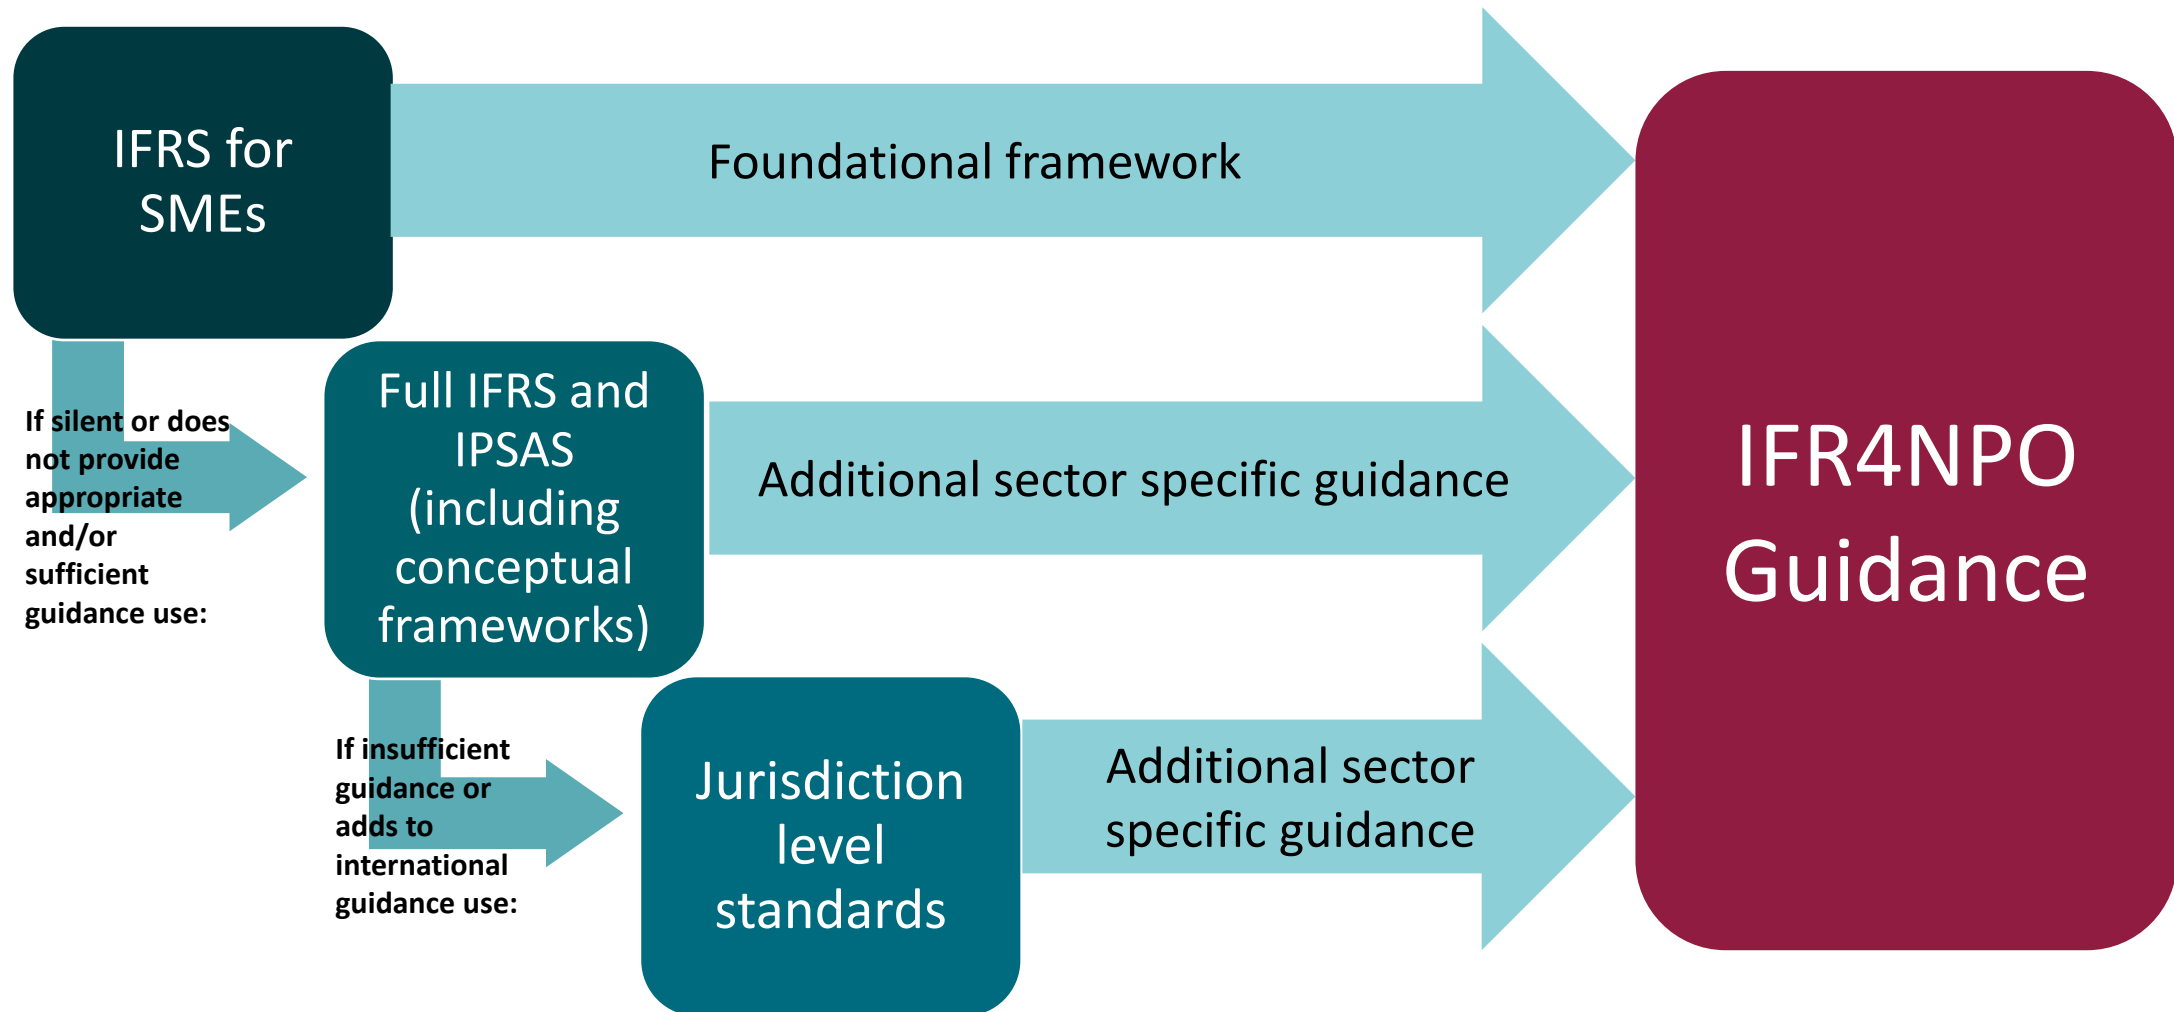 IFRS for
SMEs
Foundational framework
If silent or does
not provide
appropriate
and/or
sufficient
guidance use:
Full IFRS and
IPSAS
(including
conceptual
frameworks)
Additional sector specific guidance
IFR4NPO
Guidance
If insufficient
guidance or
adds to
international
guidance use:
Jurisdiction
level
standards
Additional sector
specific guidance